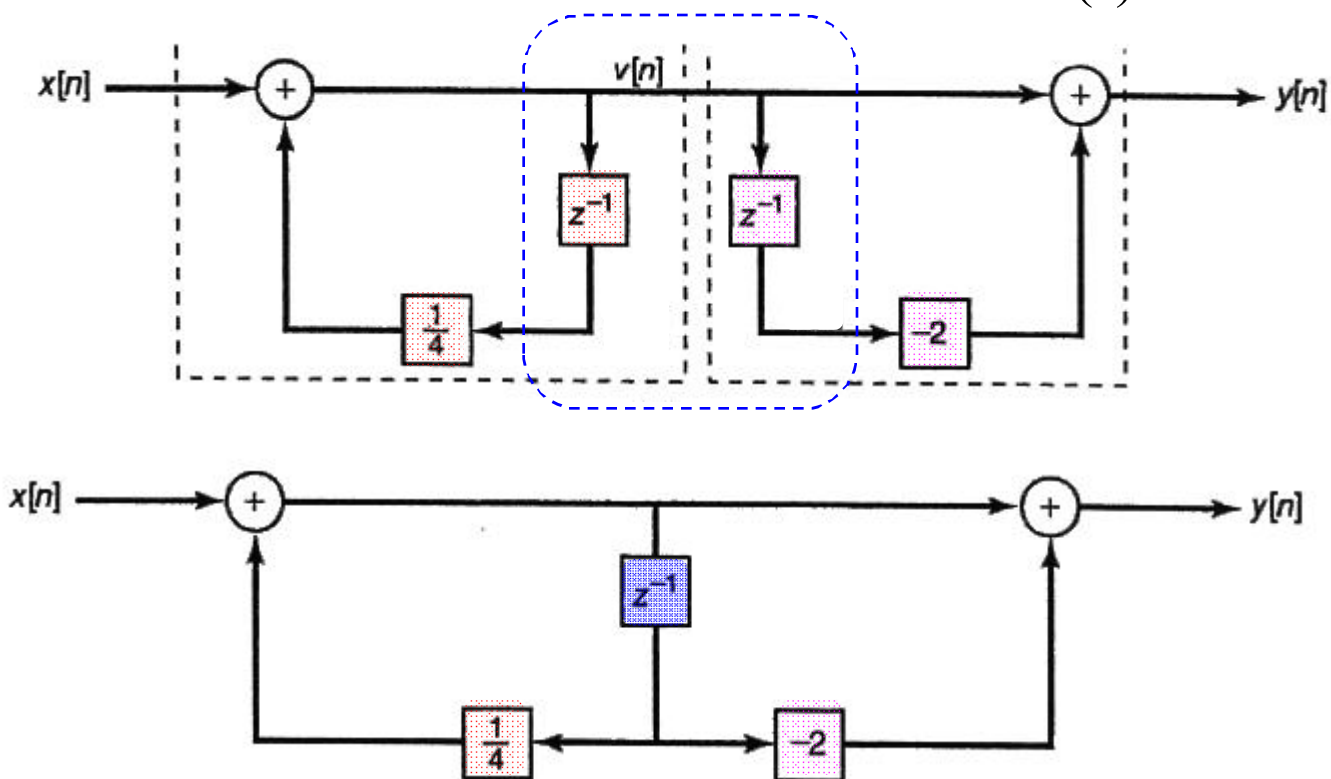 x[n] + v[n] + y[n]
z⁻¹ z⁻¹
1/4 -2
x[n] + + y[n]
z⁻¹
1/4 -2